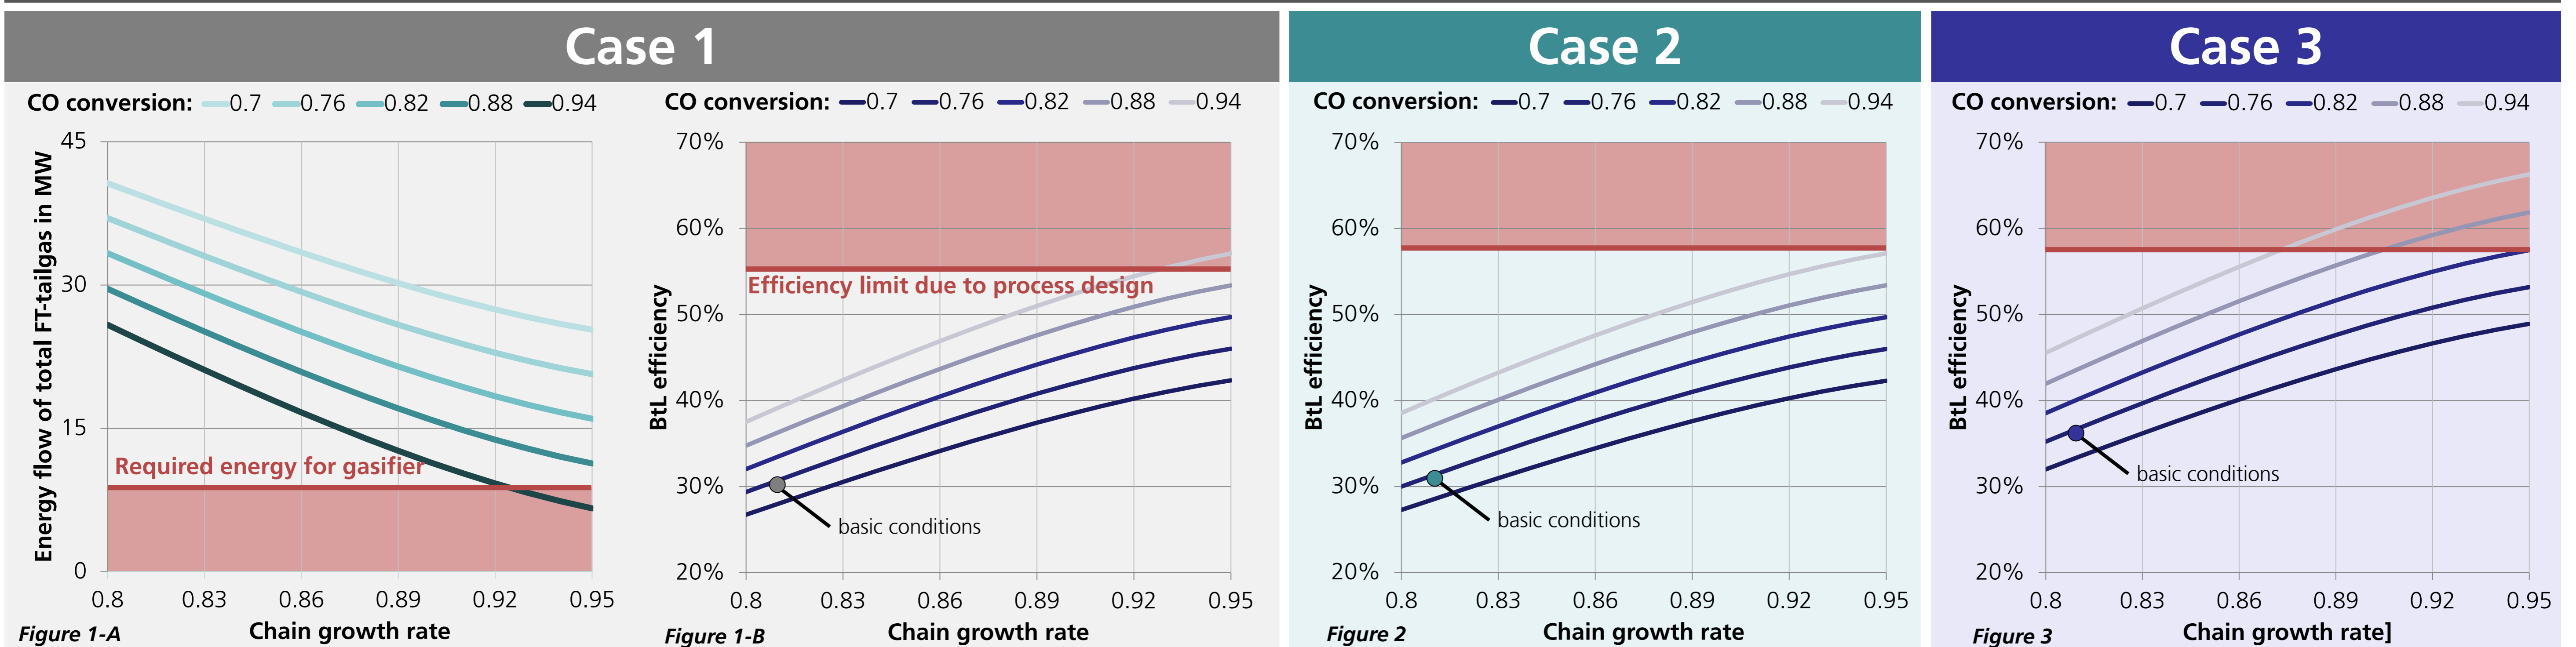 Case 1
CO conversion: 0.7 0.76 0.82 0.88 0.94
Energy flow of total FT-tailgas in MW
45
30
15
0
Required energy for gasifier
0.8 0.83 0.86 0.89 0.92 0.95
Chain growth rate
Figure 1-A
CO conversion: 0.7 0.76 0.82 0.88 0.94
BtL efficiency
70%
60%
50%
40%
30%
20%
Efficiency limit due to process design
basic conditions
0.8 0.83 0.86 0.89 0.92 0.95
Chain growth rate
Figure 1-B
Case 2
CO conversion: 0.7 0.76 0.82 0.88 0.94
BtL efficiency
70%
60%
50%
40%
30%
20%
basic conditions
0.8 0.83 0.86 0.89 0.92 0.95
Chain growth rate
Figure 2
Case 3
CO conversion: 0.7 0.76 0.82 0.88 0.94
BtL efficiency
70%
60%
50%
40%
30%
20%
basic conditions
0.8 0.83 0.86 0.89 0.92 0.95
Chain growth rate]
Figure 3